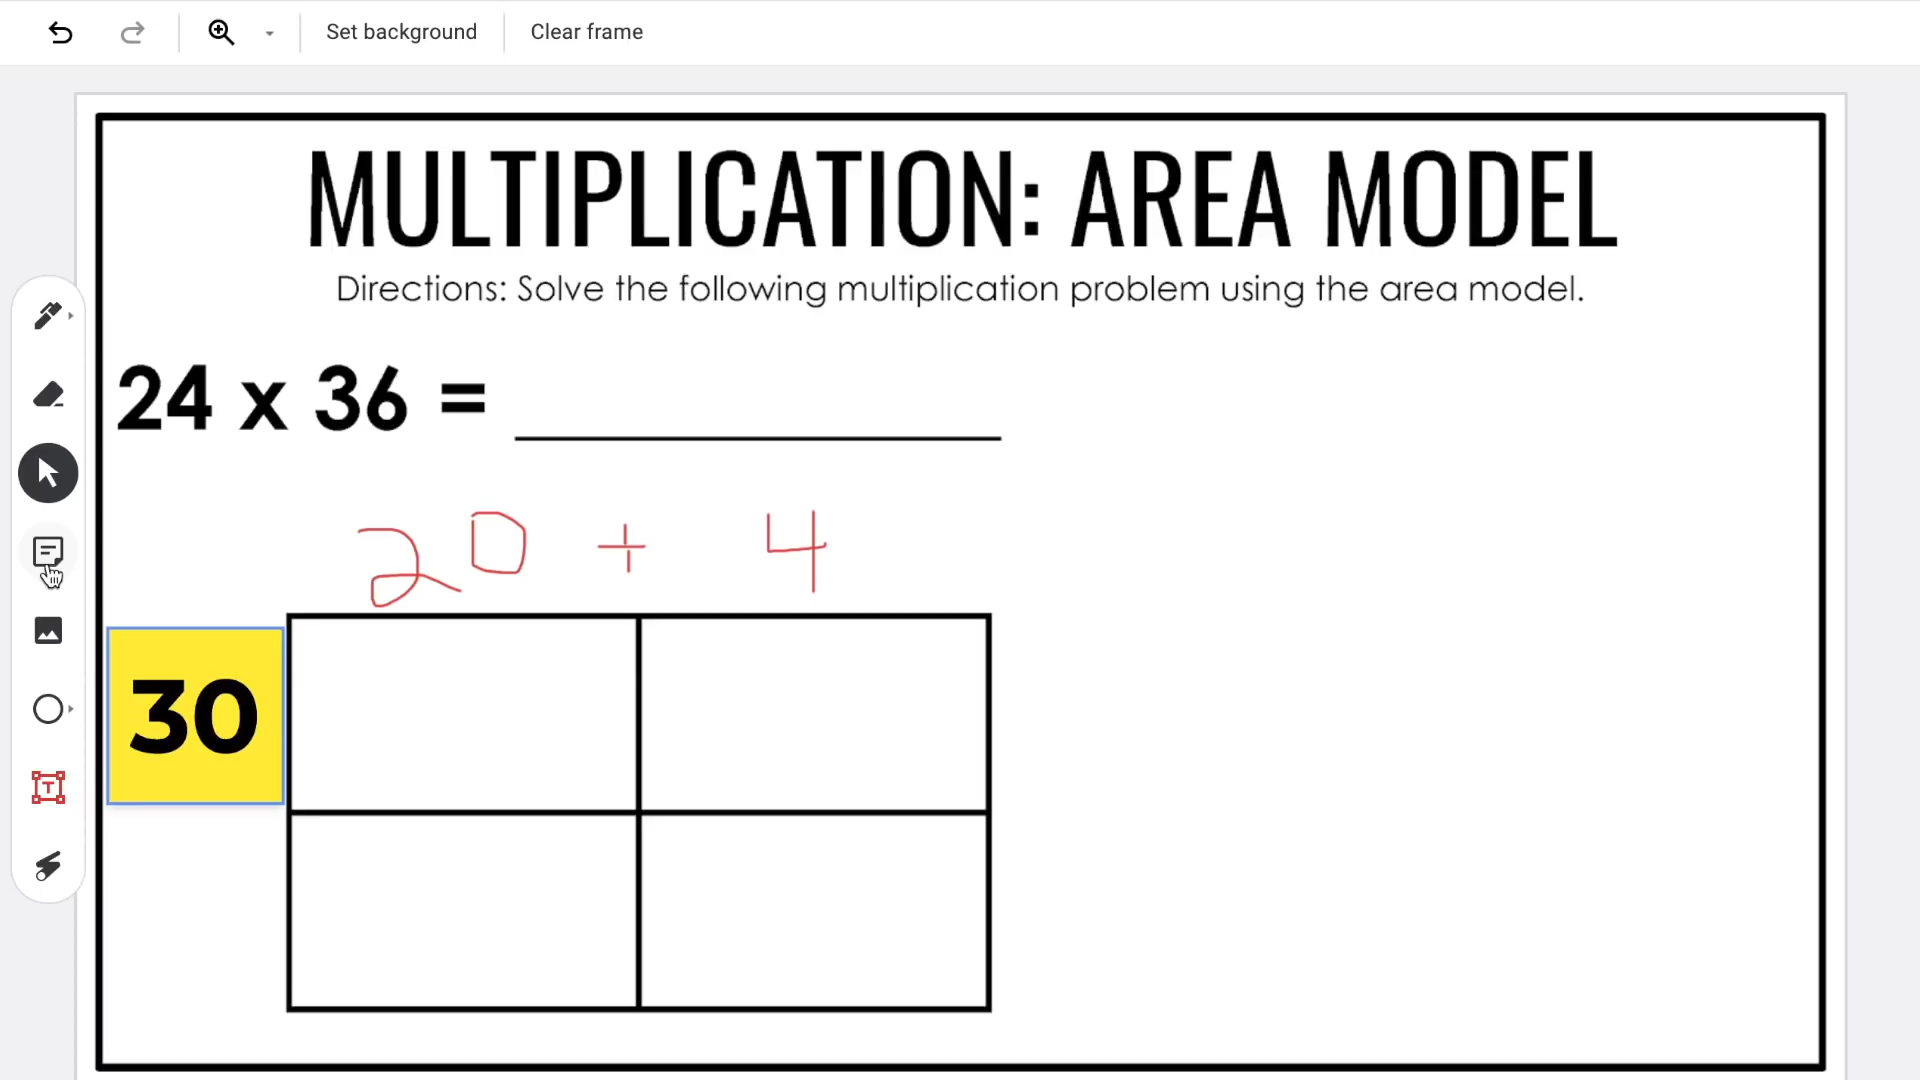 Set background Clear frame
MULTIPLICATION: AREA MODEL
Directions: Solve the following multiplication problem using the area model.
24 x 36 = __________
20 + 4
30
T